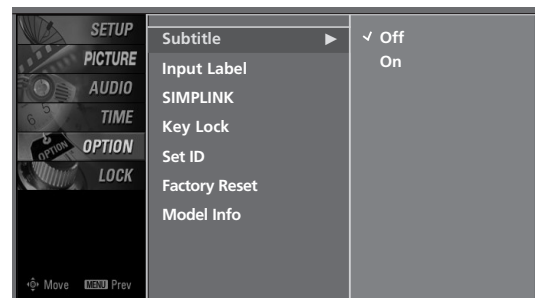 SETUP
PICTURE
AUDIO
TIME
OPTION
LOCK
Move MENU Prev
Subtitle
Input Label
SIMPLINK
Key Lock
Set ID
Factory Reset
Model Info
✓ Off
On